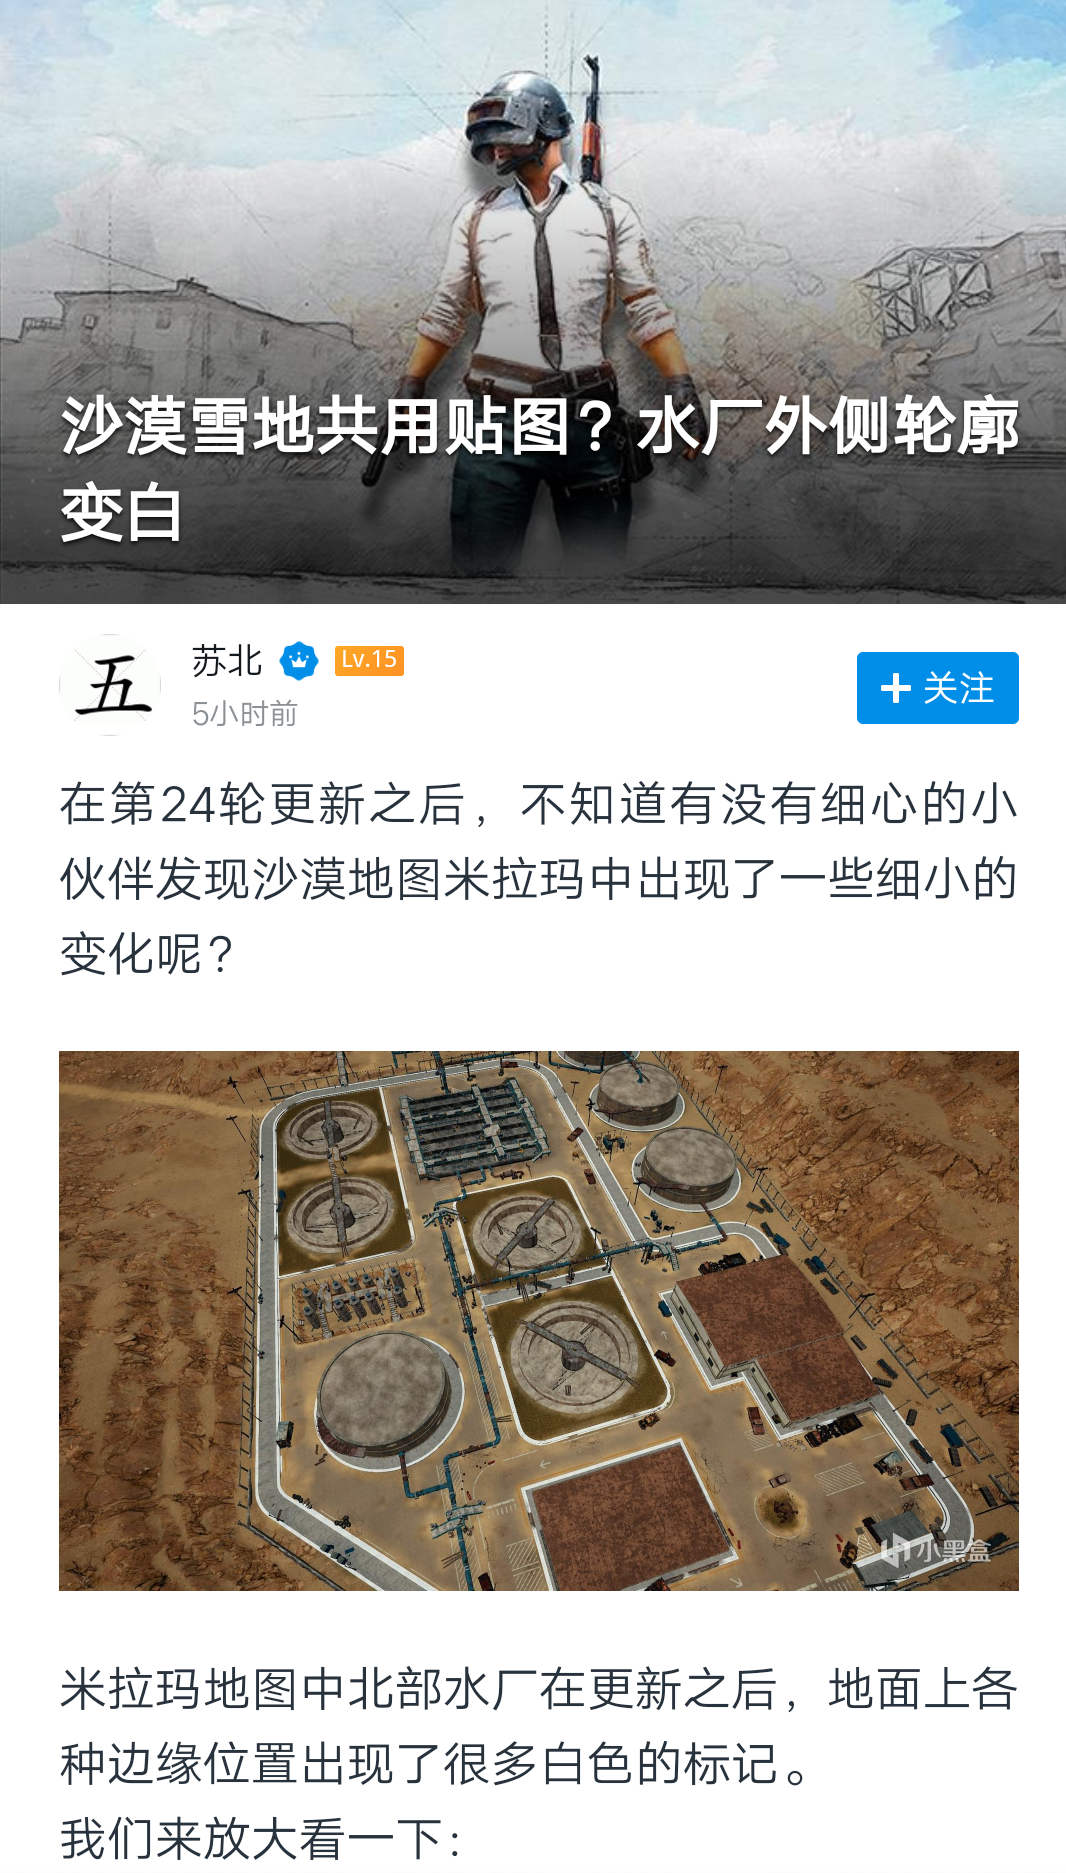 沙漠雪地共用贴图？水厂外侧轮廓
变白
五
苏北
Lv.15
5小时前
关注
在第24轮更新之后，不知道有没有细心的小
伙伴发现沙漠地图米拉玛中出现了一些细小的
变化呢？
小黑盒
米拉玛地图中北部水厂在更新之后，地面上各
种边缘位置出现了很多白色的标记。
我们来放大看一下：